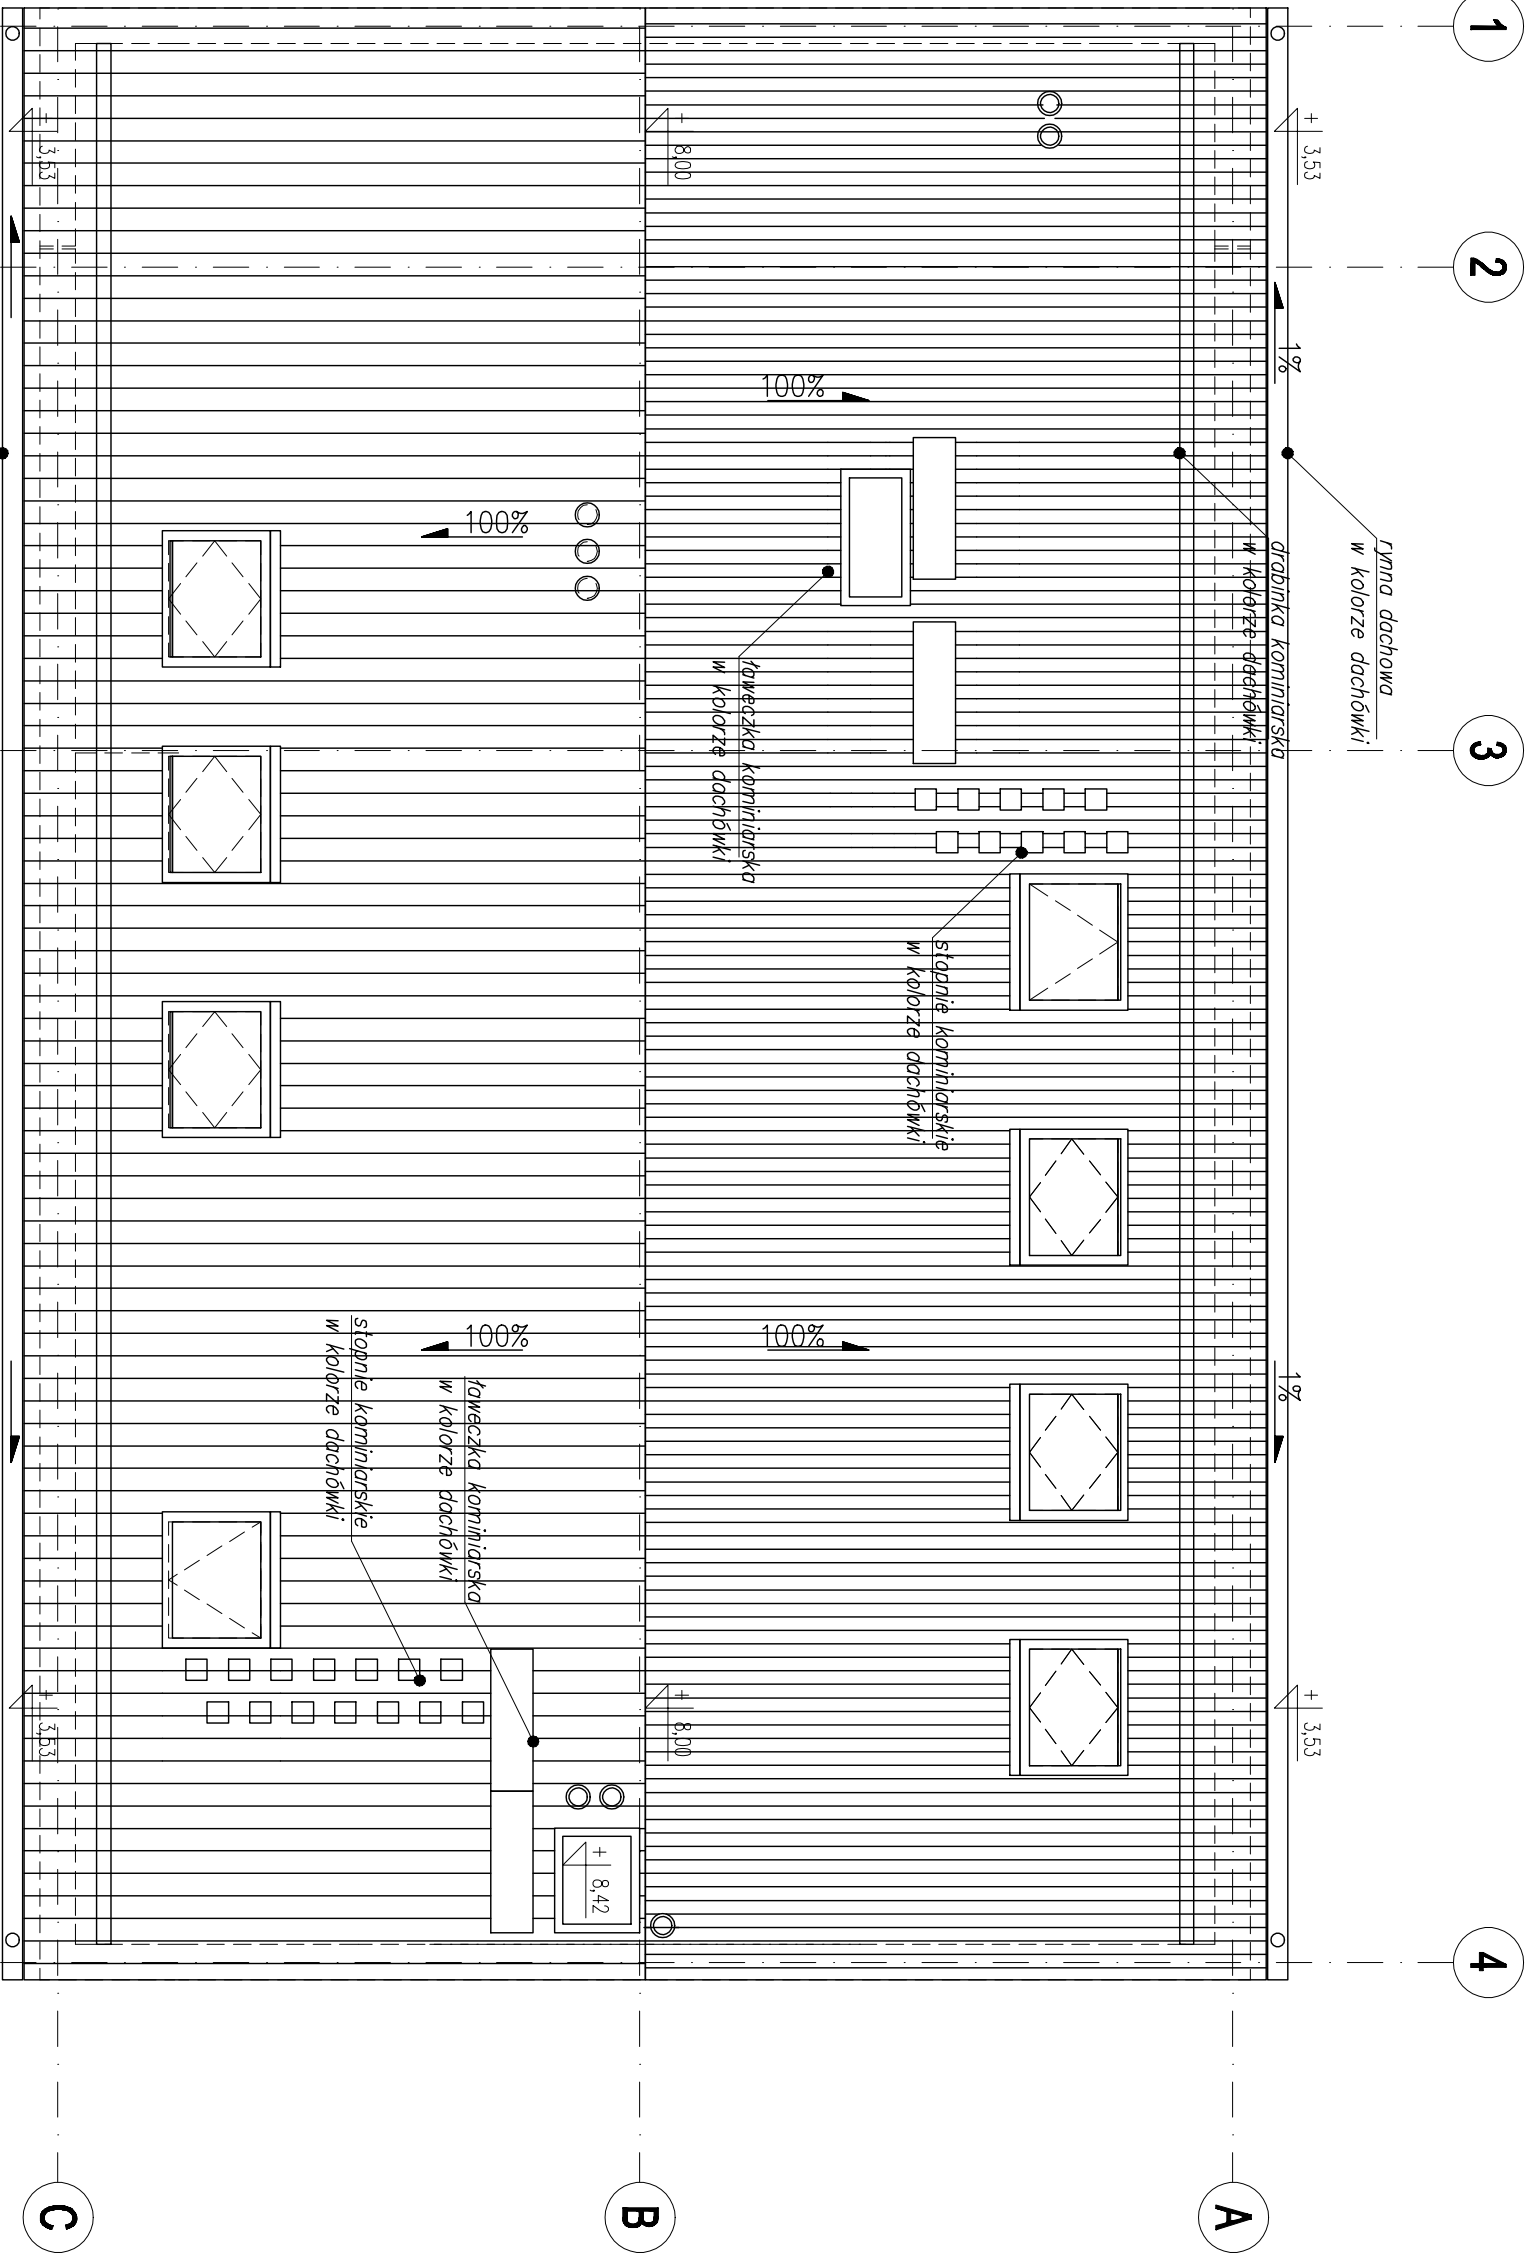 1
2
3
4
A
B
C
+ 3,53
+ 8,00
+ 3,53
1%
100%
100%
rynna dachowa
w kolorze dachówki
drabinka kominiarska
w kolorze dachówki
ławeczka kominiarska
w kolorze dachówki
stopnie kominiarskie
w kolorze dachówki
1%
100%
100%
stopnie kominiarskie
w kolorze dachówki
ławeczka kominiarska
w kolorze dachówki
+ 3,53
+ 8,00
+ 3,53
+ 8,42